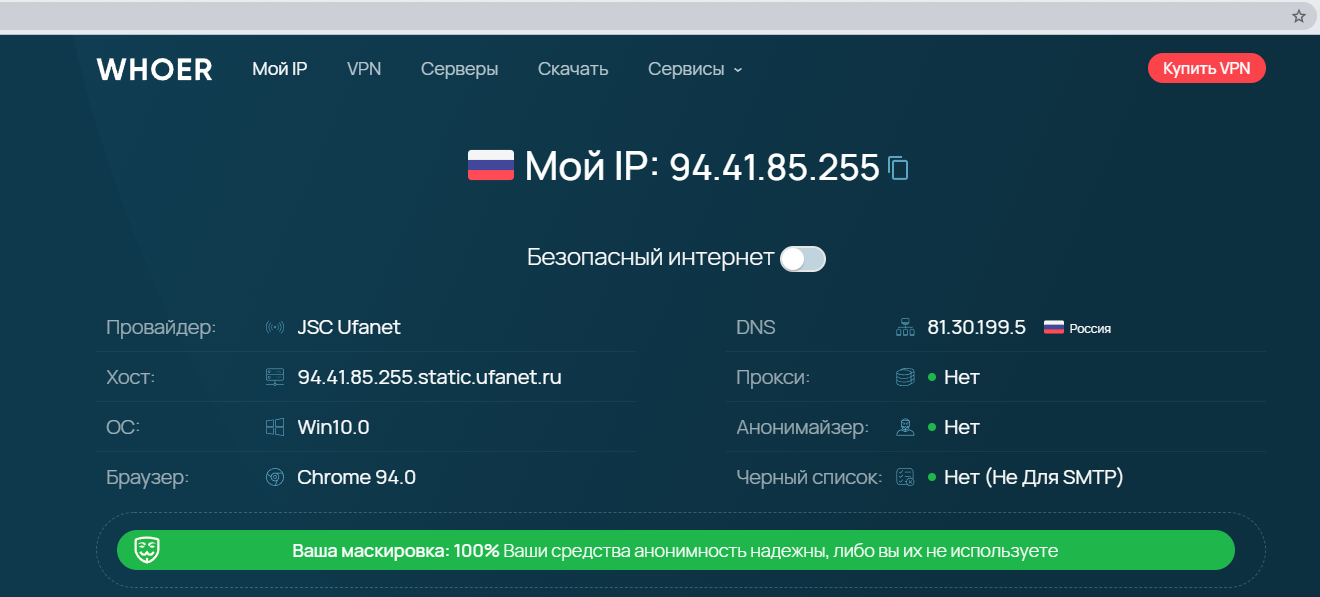 WHOER Мой IP VPN Серверы Скачать Сервисы Купить VPN
Мой IP: 94.41.85.255
Безопасный интернет
Провайдер: JSC Ufanet
Хост: 94.41.85.255.static.ufanet.ru
ОС: Win10.0
Браузер: Chrome 94.0
DNS 81.30.199.5 Россия
Прокси: Нет
Анонимайзер: Нет
Черный список: Нет (Не Для SMTP)
Ваша маскировка: 100% Ваши средства анонимность надежны, либо вы их не используете